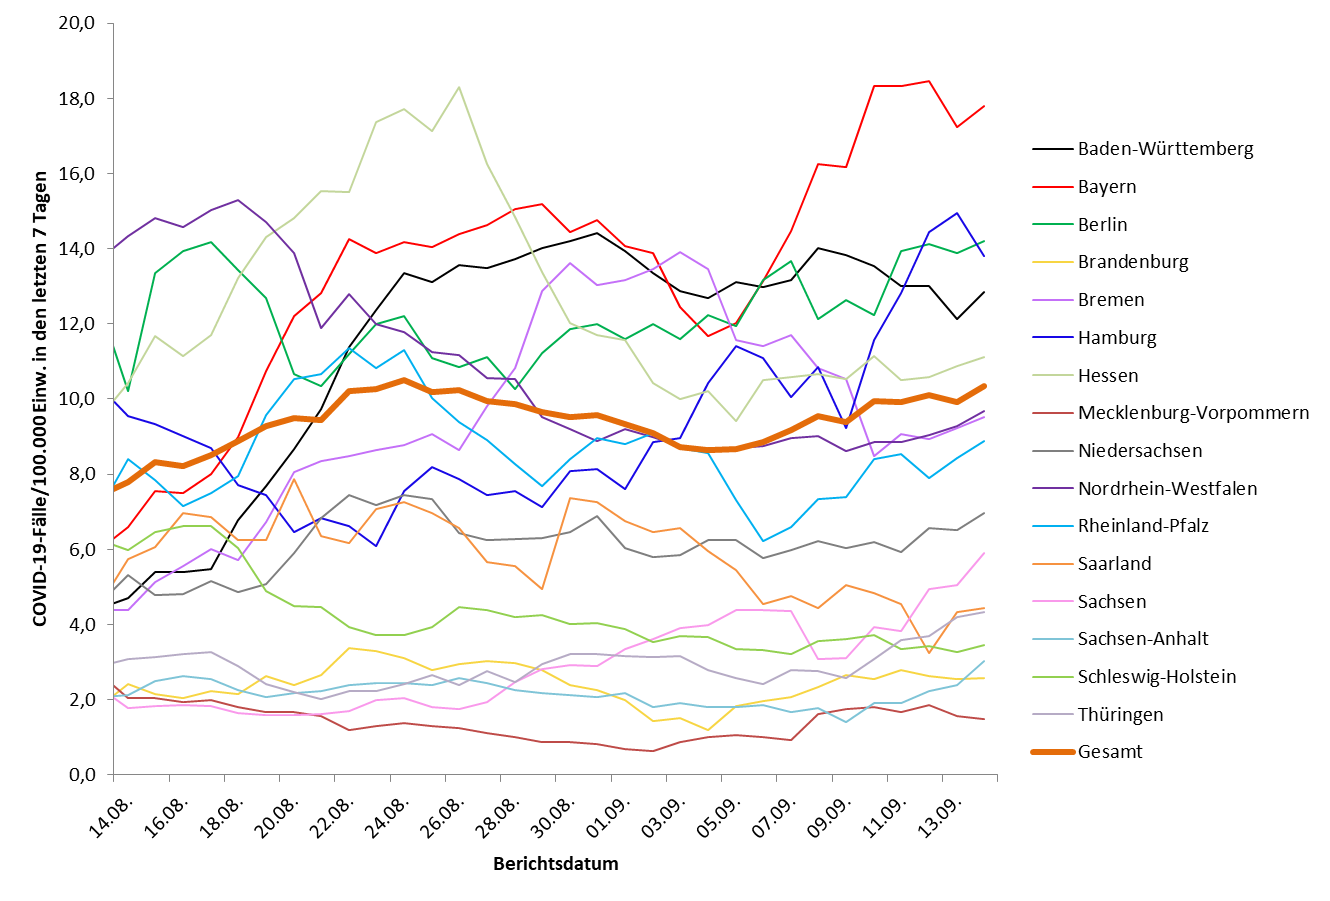 COVID-19-Fälle/100.000 Einw. in den letzten 7 Tagen
20,0
18,0
16,0
14,0
12,0
10,0
8,0
6,0
4,0
2,0
0,0
14.08.
16.08.
18.08.
20.08.
22.08.
24.08.
26.08.
28.08.
30.08.
01.09.
03.09.
05.09.
07.09.
09.09.
11.09.
13.09.
Berichtsdatum
Baden-Württemberg
Bayern
Berlin
Brandenburg
Bremen
Hamburg
Hessen
Mecklenburg-Vorpommern
Niedersachsen
Nordrhein-Westfalen
Rheinland-Pfalz
Saarland
Sachsen
Sachsen-Anhalt
Schleswig-Holstein
Thüringen
Gesamt